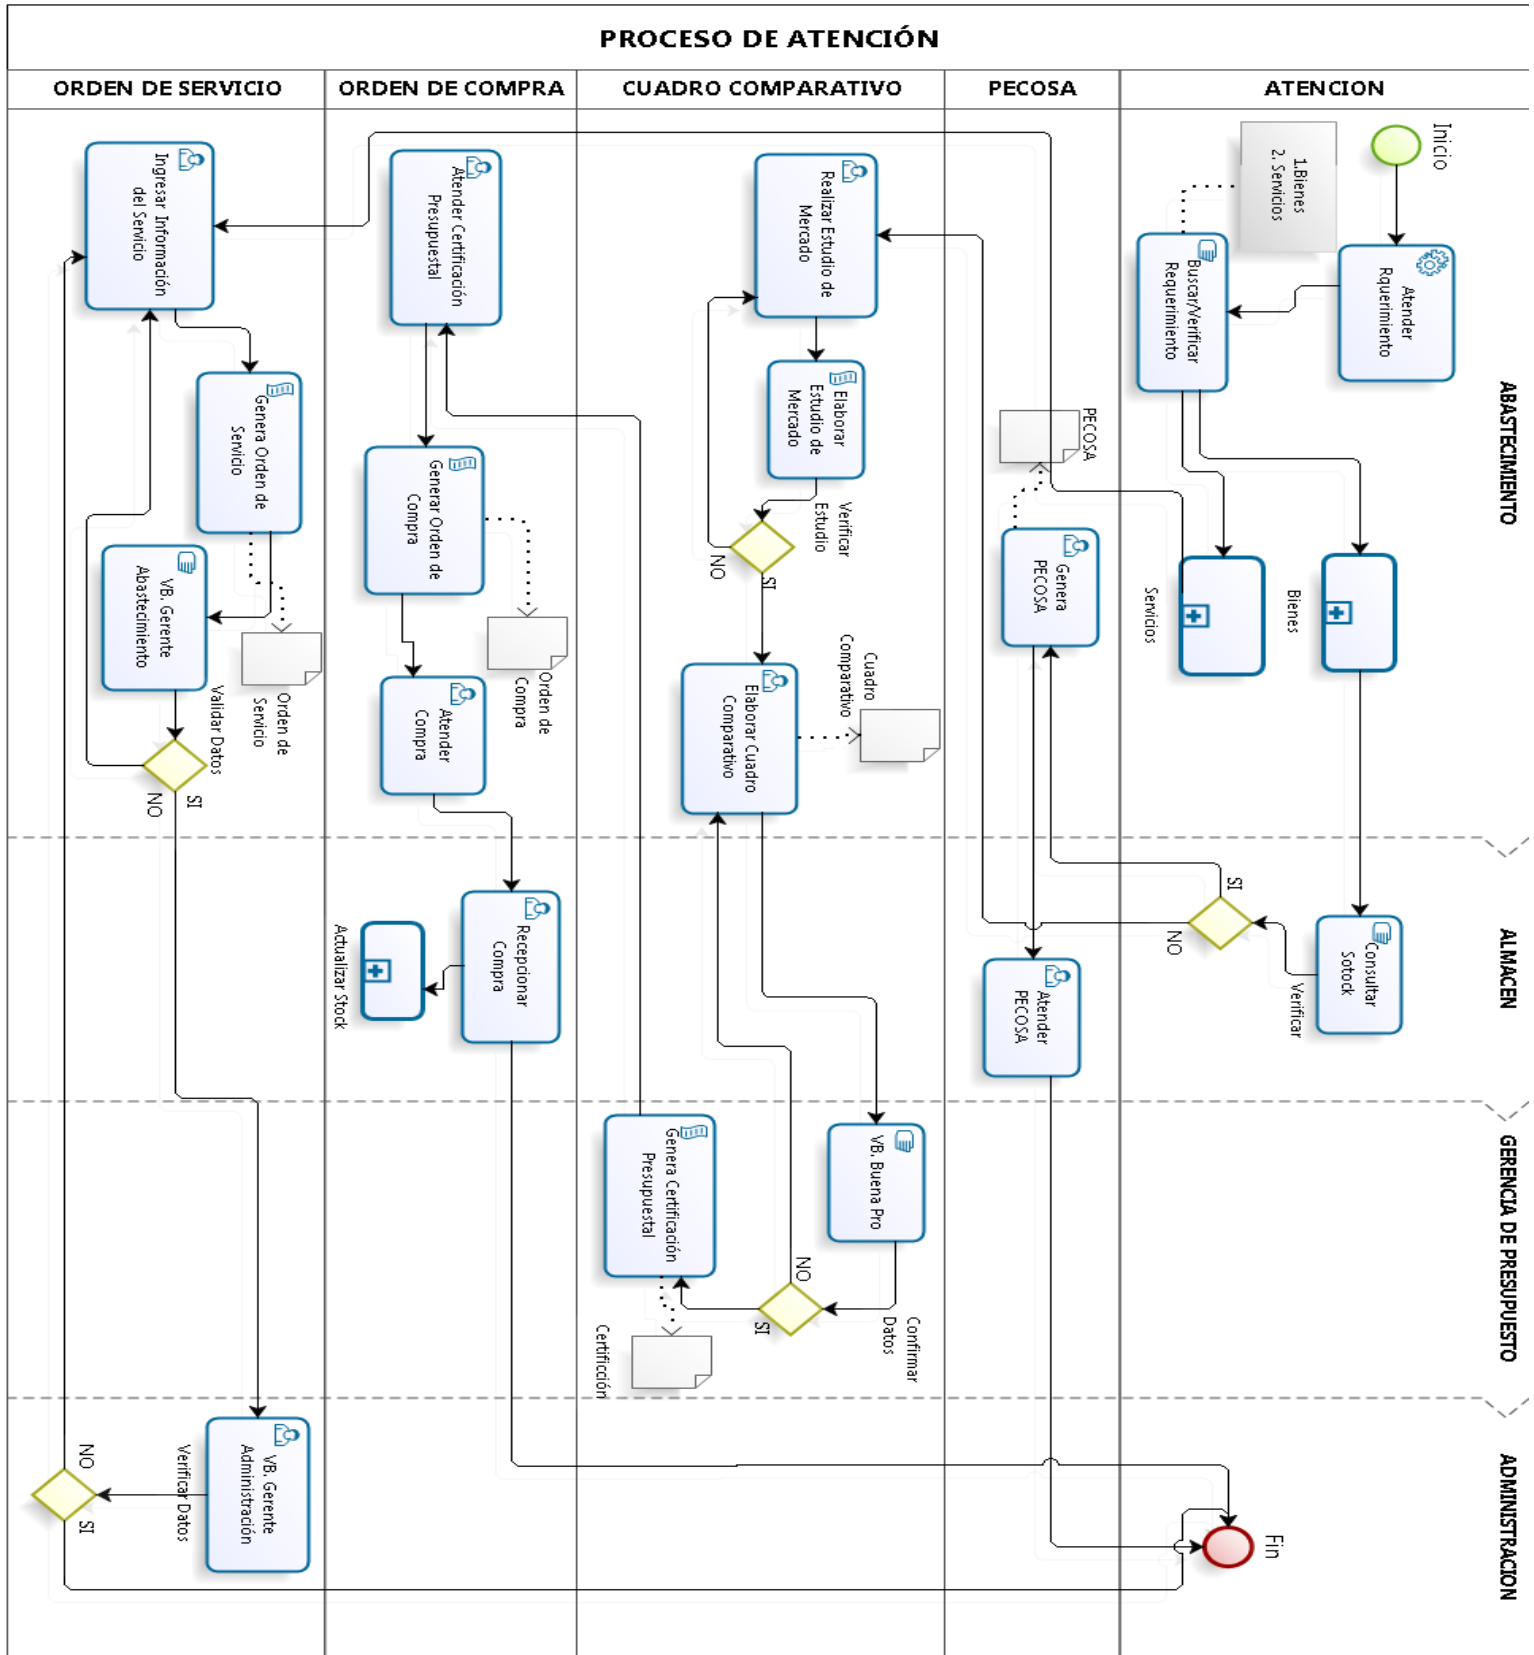 PROCESO DE ATENCIÓN
ORDEN DE SERVICIO
ORDEN DE COMPRA
CUADRO COMPARATIVO
PECOSA
ATENCION
ABASTECIMIENTO
ALMACEN
GERENCIA DE PRESUPUESTO
ADMINISTRACION
Inicio
1.Bienes
2. Servicios
Atender
Rquerimiento
Buscar/Verificar
Requerimiento
Bienes
Servicios
Consultar
Sotock
Verificar
SI
NO
PECOSA
Genera
PECOSA
Atender
PECOSA
Realizar Estudio de
Mercado
Elaborar
Estudio de
Mercado
Verificar
Estudio
SI
NO
Elaborar Cuadro
Comparativo
Cuadro
Comparativo
VB. Buena Pro
Confirmar
Datos
NO
SI
Genera Certificación
Presupuestal
Certificción
Atender Certificación
Presupuestal
Generar Orden de
Compra
Orden de
Compra
Atender
Compra
Recepcionar
Compra
Actualizar Stock
Ingresar Información
del Servicio
Genera Orden de
Servicio
Orden de
Servicio
VB. Gerente
Abastecimiento
Validar Datos
SI
NO
VB. Gerente
Administración
Verificar Datos
NO
SI
Fin